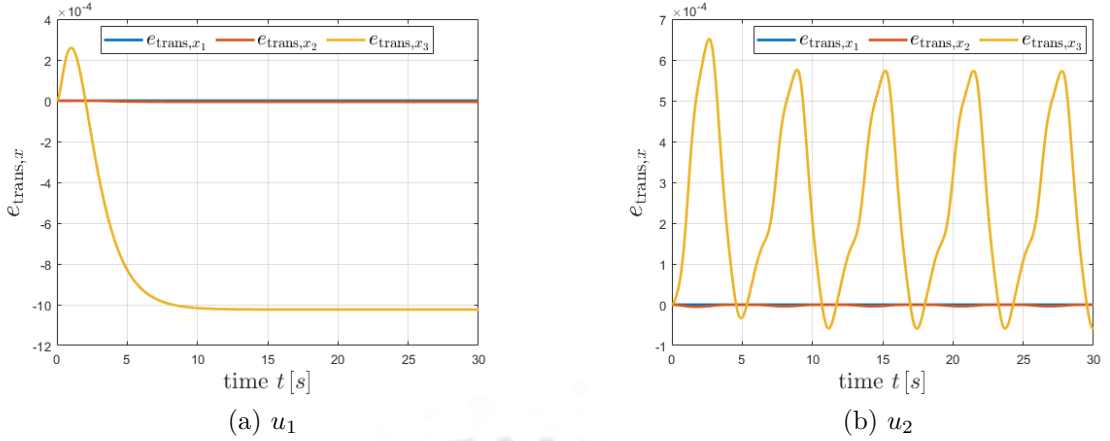 ×10⁻⁴
e_trans,x₁ e_trans,x₂ e_trans,x₃
4
2
0
-2
-4
-6
-8
-10
-12
e_trans,x
0 5 10 15 20 25 30
time t [s]
(a) u₁
×10⁻⁴
e_trans,x₁ e_trans,x₂ e_trans,x₃
7
6
5
4
3
2
1
0
-1
e_trans,x
0 5 10 15 20 25 30
time t [s]
(b) u₂